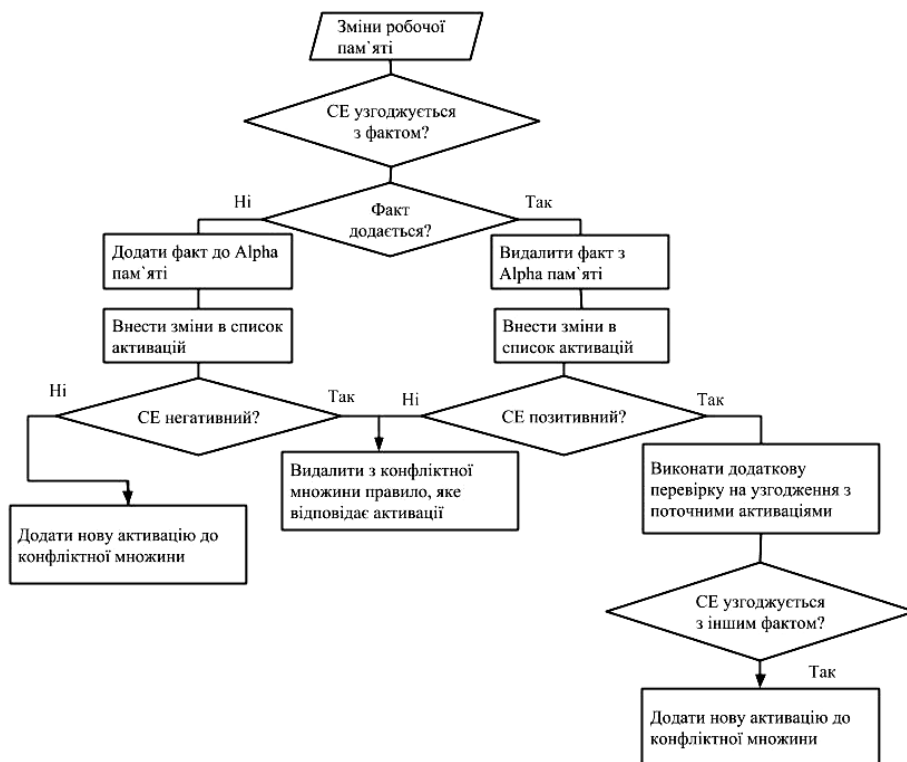 Зміни робочої
пам`яті
СЕ узгоджується
з фактом?
Ні
Так
Факт
додається?
Додати факт до Alpha
пам`яті
Видалити факт з
Alpha пам`яті
Внести зміни в список
активацій
Внести зміни в
список активацій
Ні
СЕ негативний?
Так
Ні
СЕ позитивний?
Так
Видалити з конфліктної
множини правило, яке
відповідає активації
Виконати додаткову
перевірку на узгодження з
поточними активаціями
Додати нову активацію до
конфліктної множини
СЕ узгоджується
з іншим фактом?
Так
Додати нову активацію до
конфліктної множини